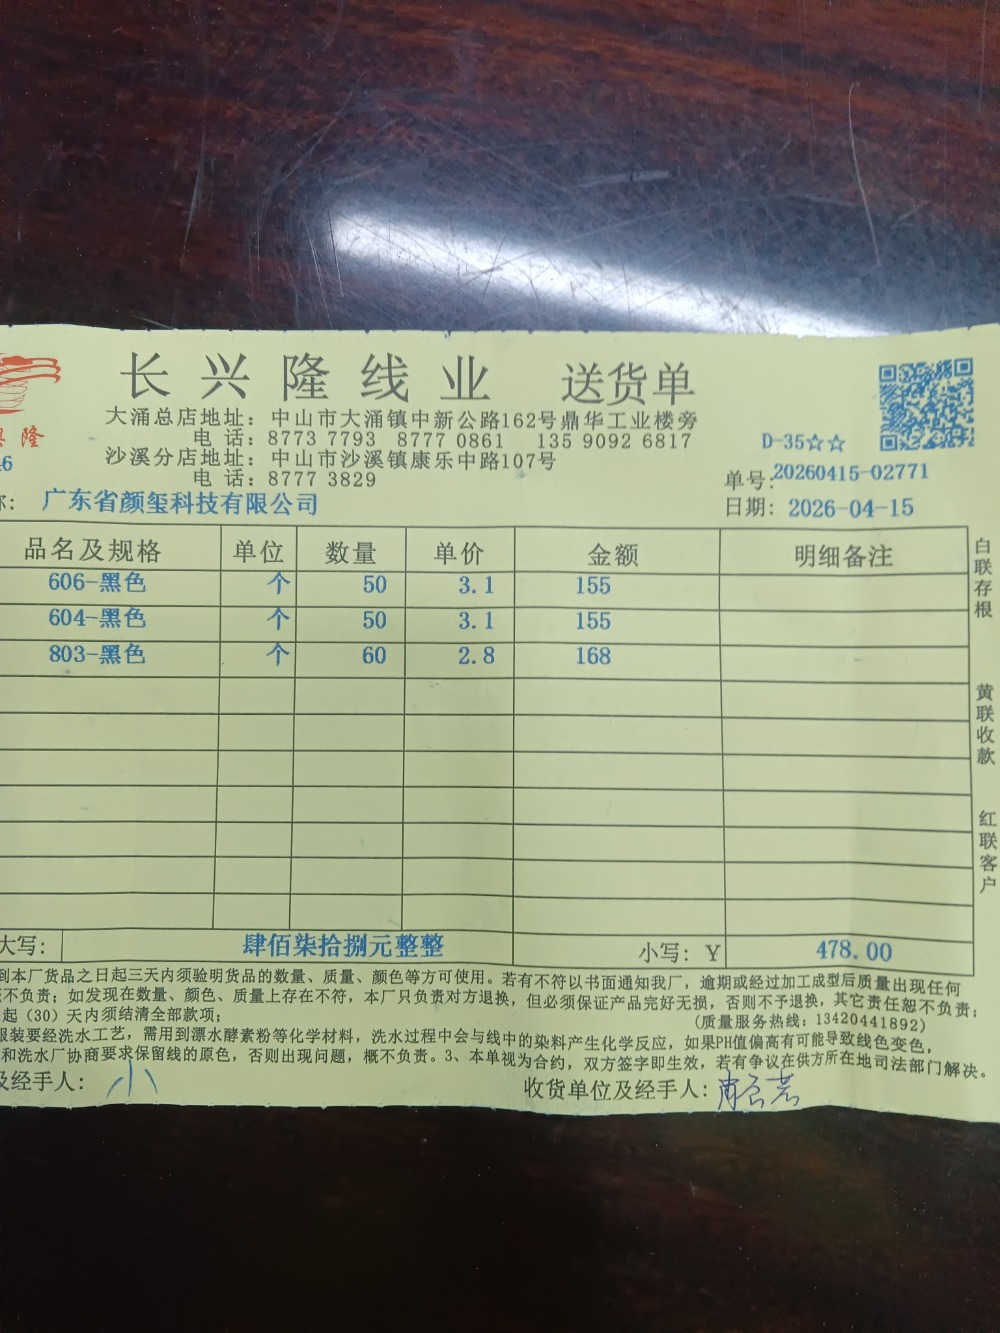 长兴隆线业 送货单
隆
大涌总店地址：中山市大涌镇中新公路162号鼎华工业楼旁
电 话：8773 7793 8777 0861 135 9092 6817
D-35☆☆
沙溪分店地址：中山市沙溪镇康乐中路107号
46
电 话：8777 3829
单号：20260415-02771
称：广东省颜玺科技有限公司
日期：2026-04-15
品名及规格 单位 数量 单价 金额 明细备注
606-黑色 个 50 3.1 155
604-黑色 个 50 3.1 155
803-黑色 个 60 2.8 168
白联存根
黄联收款
红联客户
大写： 肆佰柒拾捌元整整 小写：￥ 478.00
到本厂货品之日起三天内须验明货品的数量、质量、颜色等方可使用。若有不符以书面通知我厂，逾期或经过加工成型后质量出现任何
不负责；如发现在数量、颜色、质量上存在不符，本厂只负责对方退换，但必须保证产品完好无损，否则不予退换，其它责任恕不负责；
起（30）天内须结清全部款项；
(质量服务热线：13420441892)
服装要经洗水工艺，需用到漂水酵素粉等化学材料，洗水过程中会与线中的染料产生化学反应，如果PH值偏高有可能导致线色变色，
和洗水厂协商要求保留线的原色，否则出现问题，概不负责。3、本单视为合约，双方签字即生效，若有争议在供方所在地司法部门解决。
及经手人：小
收货单位及经手人：